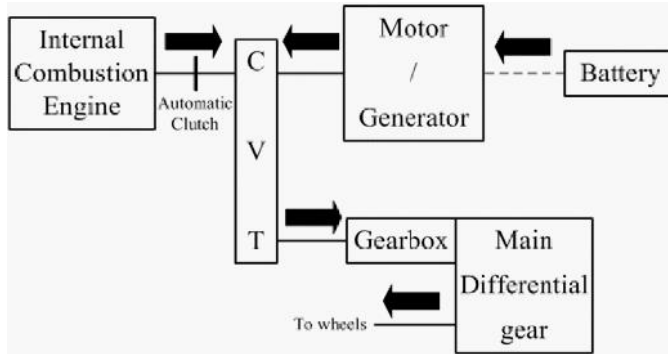 Internal
Combustion
Engine
Automatic
Clutch
C
V
T
Motor
/
Generator
Battery
Gearbox
Main
Differential
gear
To wheels